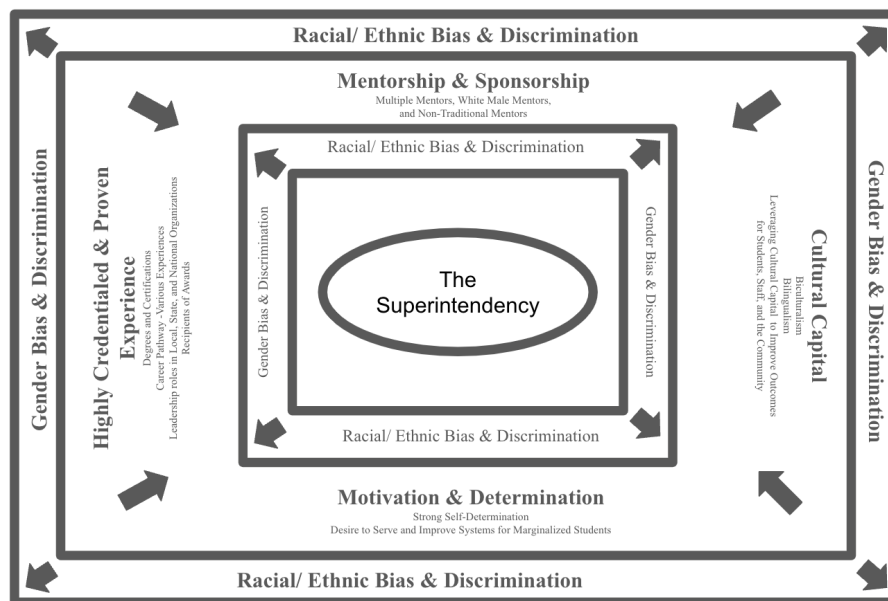 Racial/ Ethnic Bias & Discrimination
Mentorship & Sponsorship
Multiple Mentors, White Male Mentors,
and Non-Traditional Mentors
Racial/ Ethnic Bias & Discrimination
Gender Bias & Discrimination
Highly Credentialed & Proven
Experience
Degrees and Certifications
Career Pathway -Various Experiences
Leadership roles in Local, State, and National Organizations
Recipients of Awards
Gender Bias & Discrimination
The
Superintendency
Gender Bias & Discrimination
Cultural Capital
Biculturalism
Bilingualism
Leveraging Cultural Capital to Improve Outcomes
for Students, Staff, and the Community
Gender Bias & Discrimination
Racial/ Ethnic Bias & Discrimination
Motivation & Determination
Strong Self-Determination
Desire to Serve and Improve Systems for Marginalized Students
Racial/ Ethnic Bias & Discrimination